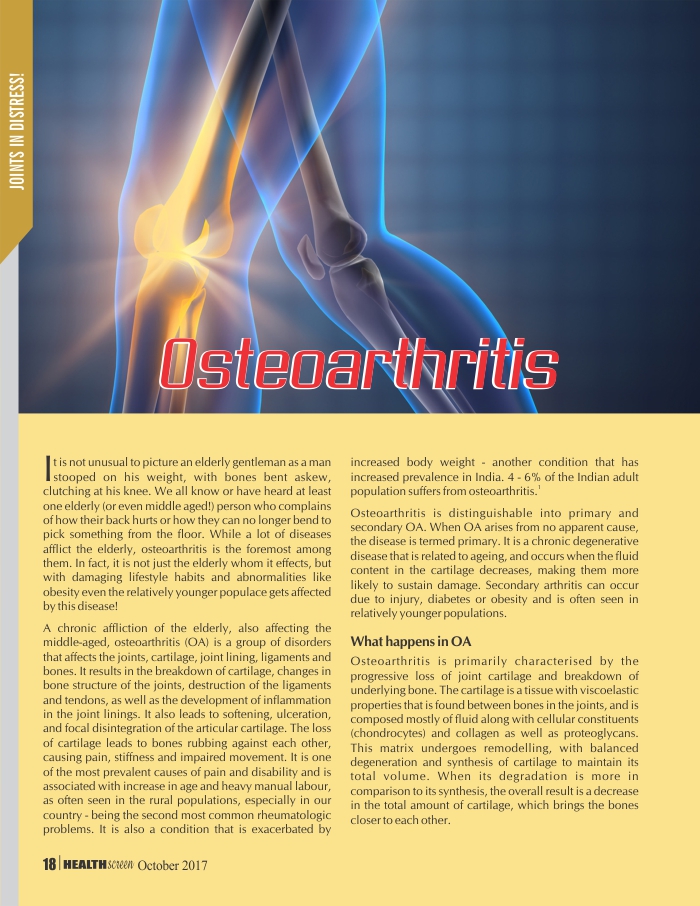 JOINTS IN DISTRESS!
Osteoarthritis
It is not unusual to picture an elderly gentleman as a man
stooped on his weight, with bones bent askew,
clutching at his knee. We all know or have heard at least
one elderly (or even middle aged!) person who complains
of how their back hurts or how they can no longer bend to
pick something from the floor. While a lot of diseases
afflict the elderly, osteoarthritis is the foremost among
them. In fact, it is not just the elderly whom it effects, but
with damaging lifestyle habits and abnormalities like
obesity even the relatively younger populace gets affected
by this disease!
A chronic affliction of the elderly, also affecting the
middle-aged, osteoarthritis (OA) is a group of disorders
that affects the joints, cartilage, joint lining, ligaments and
bones. It results in the breakdown of cartilage, changes in
bone structure of the joints, destruction of the ligaments
and tendons, as well as the development of inflammation
in the joint linings. It also leads to softening, ulceration,
and focal disintegration of the articular cartilage. The loss
of cartilage leads to bones rubbing against each other,
causing pain, stiffness and impaired movement. It is one
of the most prevalent causes of pain and disability and is
associated with increase in age and heavy manual labour,
as often seen in the rural populations, especially in our
country - being the second most common rheumatologic
problems. It is also a condition that is exacerbated by
increased body weight - another condition that has
increased prevalence in India. 4 - 6% of the Indian adult
population suffers from osteoarthritis.1
Osteoarthritis is distinguishable into primary and
secondary OA. When OA arises from no apparent cause,
the disease is termed primary. It is a chronic degenerative
disease that is related to ageing, and occurs when the fluid
content in the cartilage decreases, making them more
likely to sustain damage. Secondary arthritis can occur
due to injury, diabetes or obesity and is often seen in
relatively younger populations.
What happens in OA
Osteoarthritis is primarily characterised by the
progressive loss of joint cartilage and breakdown of
underlying bone. The cartilage is a tissue with viscoelastic
properties that is found between bones in the joints, and is
composed mostly of fluid along with cellular constituents
(chondrocytes) and collagen as well as proteoglycans.
This matrix undergoes remodelling, with balanced
degeneration and synthesis of cartilage to maintain its
total volume. When its degradation is more in
comparison to its synthesis, the overall result is a decrease
in the total amount of cartilage, which brings the bones
closer to each other.
18 | HEALTHscreen October 2017